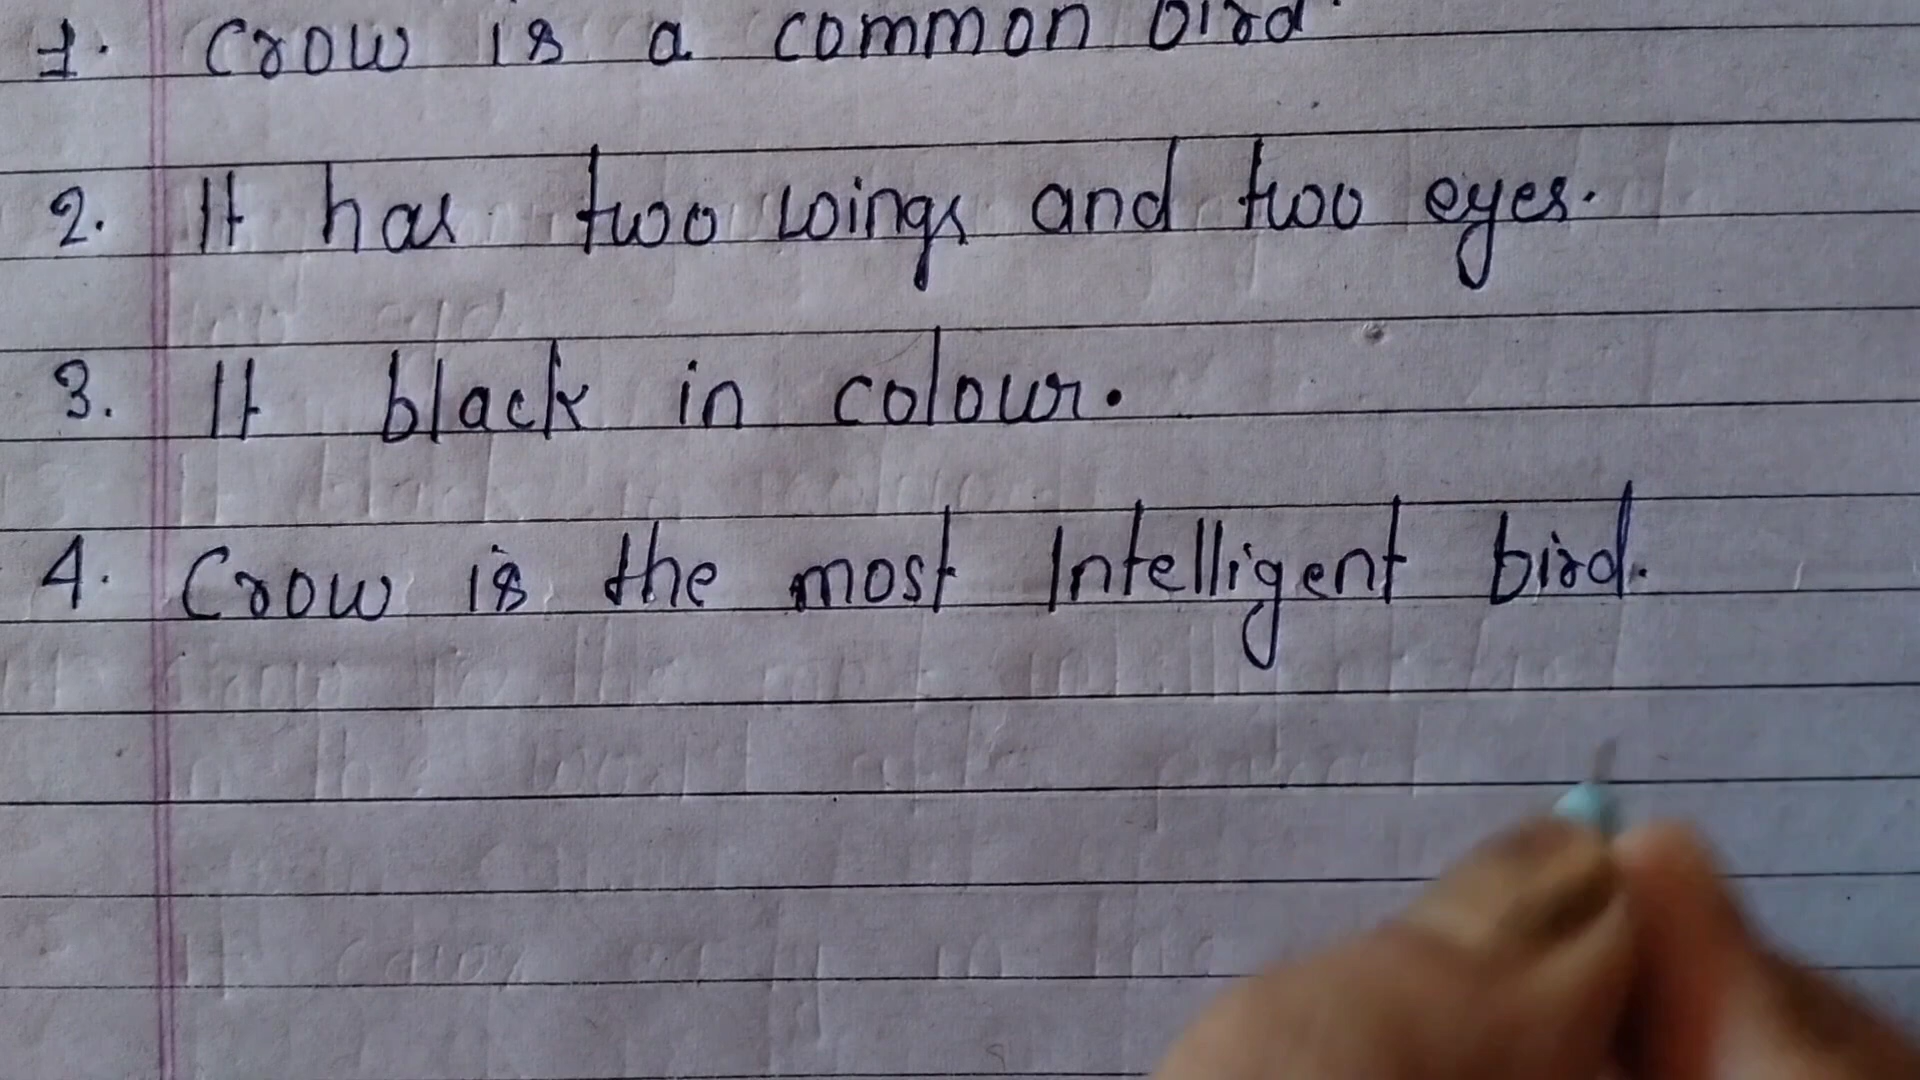 1. Crow is a common bird.
2. It has two wings and two eyes.
3. It black in colour.
4. Crow is the most Intelligent bird.